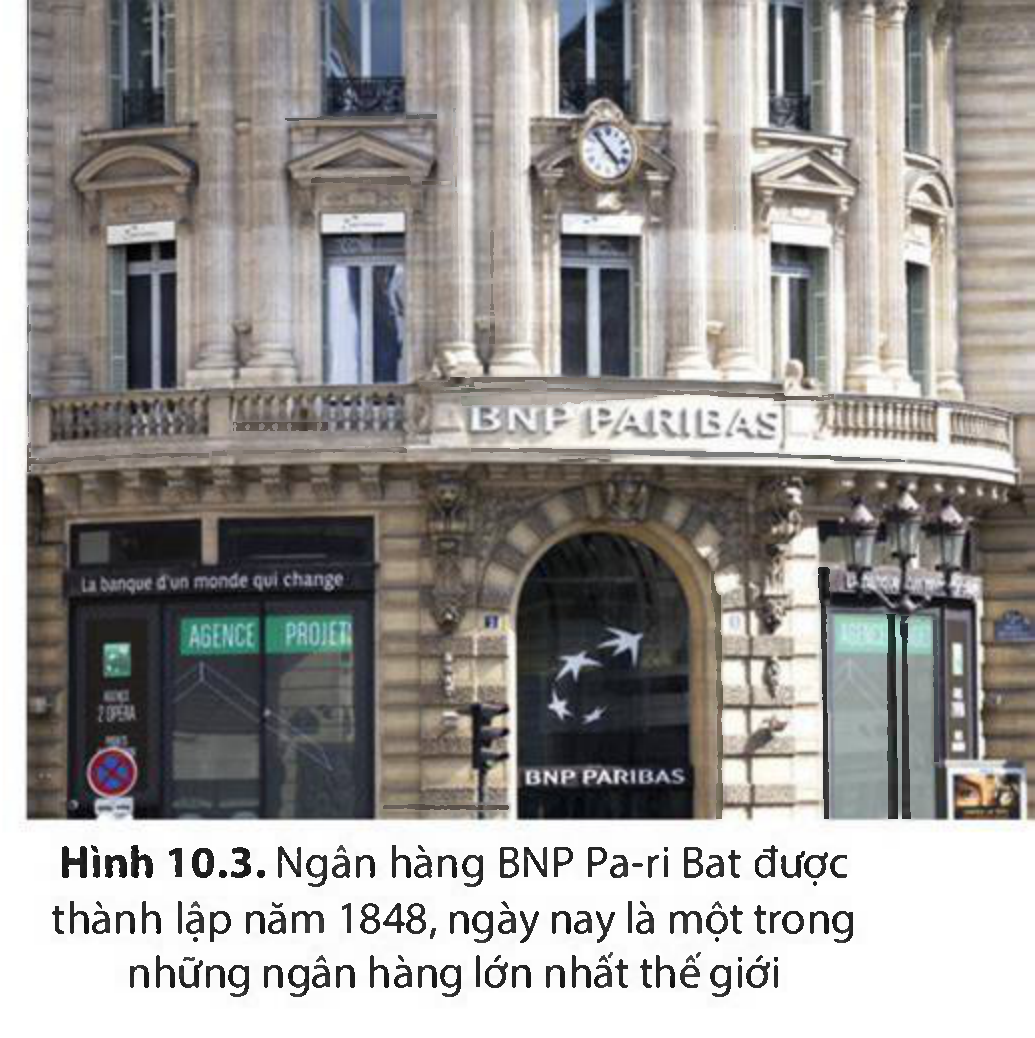 BNP PARIBAS
La banque d'un monde qui change
AGENCE PROJET
2 OPÉRA
2
BNP PARIBAS
Hình 10.3. Ngân hàng BNP Pa-ri Bat được
thành lập năm 1848, ngày nay là một trong
những ngân hàng lớn nhất thế giới